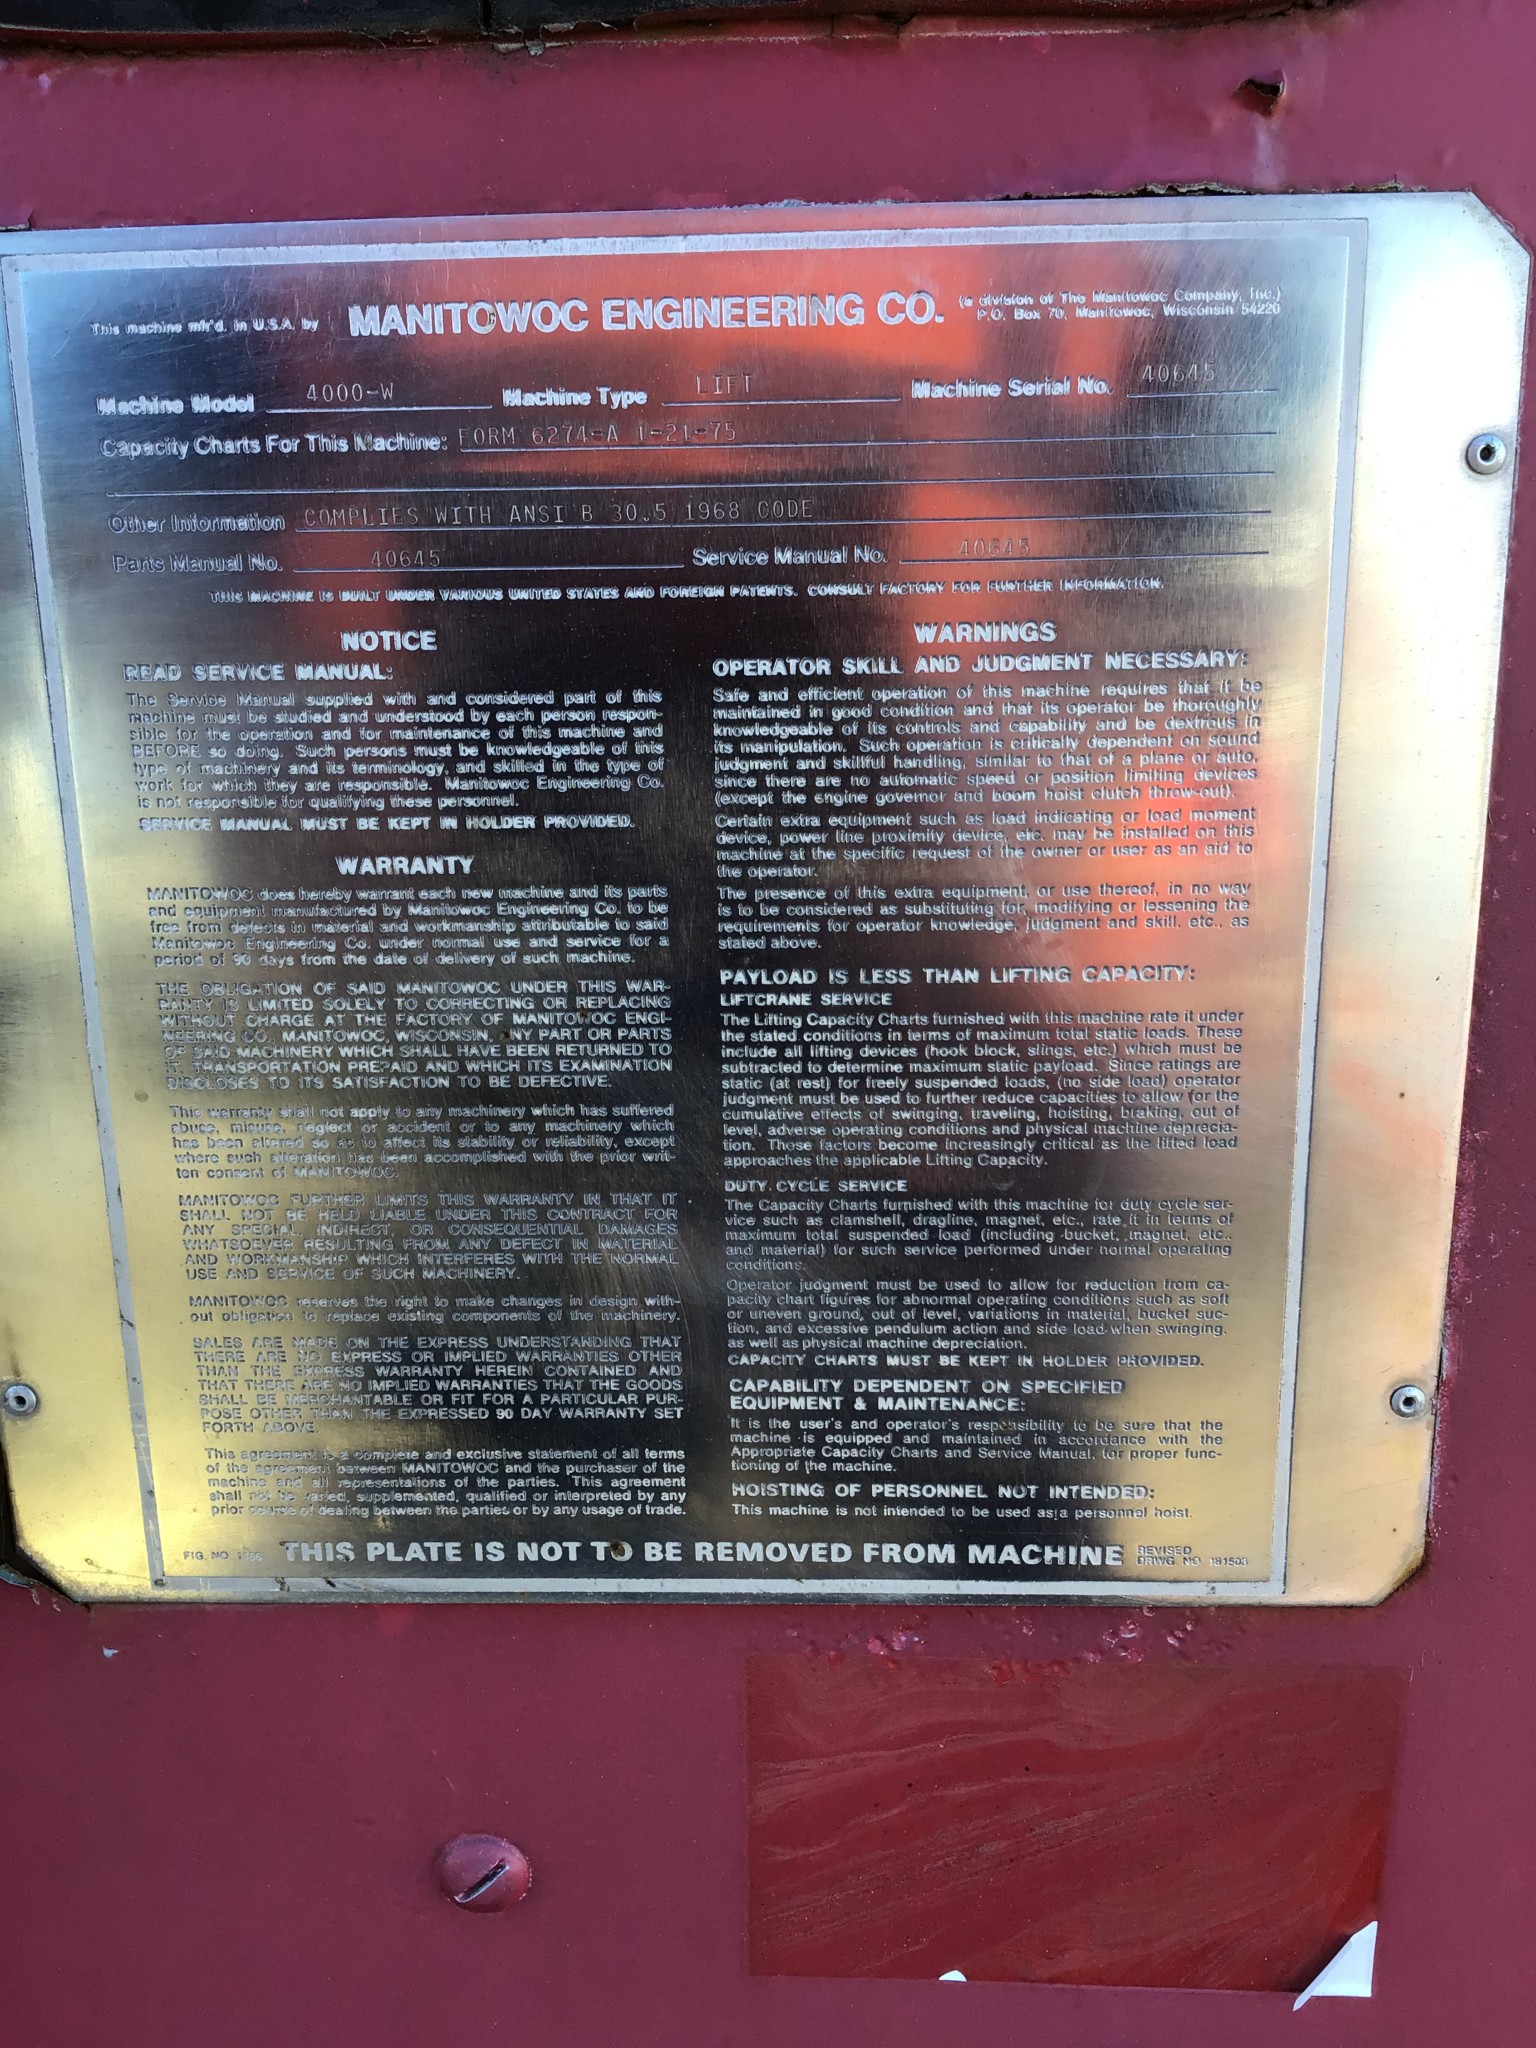 This machine mfr'd. in U.S.A. by MANITOWOC ENGINEERING CO. (a division of The Manitowoc Company, Inc.)
P.O. Box 70, Manitowoc, Wisconsin 54220
Machine Model 4000-W Machine Type LIFT Machine Serial No. 40645
Capacity Charts For This Machine: FORM 6274-A 1-21-75
Other Information COMPLIES WITH ANSI B 30.5 1968 CODE
Parts Manual No. 40645 Service Manual No. 40645
THIS MACHINE IS BUILT UNDER VARIOUS UNITED STATES AND FOREIGN PATENTS. CONSULT FACTORY FOR FURTHER INFORMATION.
NOTICE
READ SERVICE MANUAL:
The Service Manual supplied with and considered part of this
machine must be studied and understood by each person respon-
sible for the operation and for maintenance of this machine and
BEFORE so doing. Such persons must be knowledgeable of this
type of machinery and its terminology, and skilled in the type of
work for which they are responsible. Manitowoc Engineering Co.
is not responsible for qualifying these personnel.
SERVICE MANUAL MUST BE KEPT IN HOLDER PROVIDED.
WARRANTY
MANITOWOC does hereby warrant each new machine and its parts
and equipment manufactured by Manitowoc Engineering Co. to be
free from defects in material and workmanship attributable to said
Manitowoc Engineering Co. under normal use and service for a
period of 90 days from the date of delivery of such machine.
THE OBLIGATION OF SAID MANITOWOC UNDER THIS WAR-
RANTY IS LIMITED SOLELY TO CORRECTING OR REPLACING
WITHOUT CHARGE AT THE FACTORY OF MANITOWOC ENGI-
NEERING CO., MANITOWOC, WISCONSIN, ANY PART OR PARTS
OF SAID MACHINERY WHICH SHALL HAVE BEEN RETURNED TO
IT, TRANSPORTATION PREPAID AND WHICH ITS EXAMINATION
DISCLOSES TO ITS SATISFACTION TO BE DEFECTIVE.
This warranty shall not apply to any machinery which has suffered
abuse, misuse, neglect or accident or to any machinery which
has been altered so as to affect its stability or reliability, except
where such alteration has been accomplished with the prior writ-
ten consent of MANITOWOC.
MANITOWOC FURTHER LIMITS THIS WARRANTY IN THAT IT
SHALL NOT BE HELD LIABLE UNDER THIS CONTRACT FOR
ANY SPECIAL, INDIRECT, OR CONSEQUENTIAL DAMAGES
WHATSOEVER RESULTING FROM ANY DEFECT IN MATERIAL
AND WORKMANSHIP WHICH INTERFERES WITH THE NORMAL
USE AND SERVICE OF SUCH MACHINERY.
MANITOWOC reserves the right to make changes in design with-
out obligation to replace existing components of the machinery.
SALES ARE MADE ON THE EXPRESS UNDERSTANDING THAT
THERE ARE NO EXPRESS OR IMPLIED WARRANTIES OTHER
THAN THE EXPRESS WARRANTY HEREIN CONTAINED AND
THAT THERE ARE NO IMPLIED WARRANTIES THAT THE GOODS
SHALL BE MERCHANTABLE OR FIT FOR A PARTICULAR PUR-
POSE OTHER THAN THE EXPRESSED 90 DAY WARRANTY SET
FORTH ABOVE.
This agreement is a complete and exclusive statement of all terms
of the agreement between MANITOWOC and the purchaser of the
machine and all representations of the parties. This agreement
shall not be varied, supplemented, qualified or interpreted by any
prior course of dealing between the parties or by any usage of trade.
WARNINGS
OPERATOR SKILL AND JUDGMENT NECESSARY:
Safe and efficient operation of this machine requires that it be
maintained in good condition and that its operator be thoroughly
knowledgeable of its controls and capability and be dextrous in
its manipulation. Such operation is critically dependent on sound
judgment and skillful handling, similar to that of a plane or auto,
since there are no automatic speed or position limiting devices
(except the engine governor and boom hoist clutch throw-out).
Certain extra equipment such as load indicating or load moment
device, power line proximity device, etc. may be installed on this
machine at the specific request of the owner or user as an aid to
the operator.
The presence of this extra equipment, or use thereof, in no way
is to be considered as substituting for, modifying or lessening the
requirements for operator knowledge, judgment and skill, etc., as
stated above.
PAYLOAD IS LESS THAN LIFTING CAPACITY:
LIFTCRANE SERVICE
The Lifting Capacity Charts furnished with this machine rate it under
the stated conditions in terms of maximum total static loads. These
include all lifting devices (hook block, slings, etc.) which must be
subtracted to determine maximum static payload. Since ratings are
static (at rest) for freely suspended loads, (no side load) operator
judgment must be used to further reduce capacities to allow for the
cumulative effects of swinging, traveling, hoisting, braking, out of
level, adverse operating conditions and physical machine deprecia-
tion. These factors become increasingly critical as the lifted load
approaches the applicable Lifting Capacity.
DUTY CYCLE SERVICE
The Capacity Charts furnished with this machine for duty cycle ser-
vice such as clamshell, dragline, magnet, etc., rate it in terms of
maximum total suspended load (including bucket, magnet, etc.,
and material) for such service performed under normal operating
conditions.
Operator judgment must be used to allow for reduction from ca-
pacity chart figures for abnormal operating conditions such as soft
or uneven ground, out of level, variations in material, bucket suc-
tion, and excessive pendulum action and side load when swinging,
as well as physical machine depreciation.
CAPACITY CHARTS MUST BE KEPT IN HOLDER PROVIDED.
CAPABILITY DEPENDENT ON SPECIFIED
EQUIPMENT & MAINTENANCE:
It is the user's and operator's responsibility to be sure that the
machine is equipped and maintained in accordance with the
Appropriate Capacity Charts and Service Manual, for proper func-
tioning of the machine.
HOISTING OF PERSONNEL NOT INTENDED:
This machine is not intended to be used as a personnel hoist.
FIG. NO. THIS PLATE IS NOT TO BE REMOVED FROM MACHINE REVISED
DRWG. NO. 181503